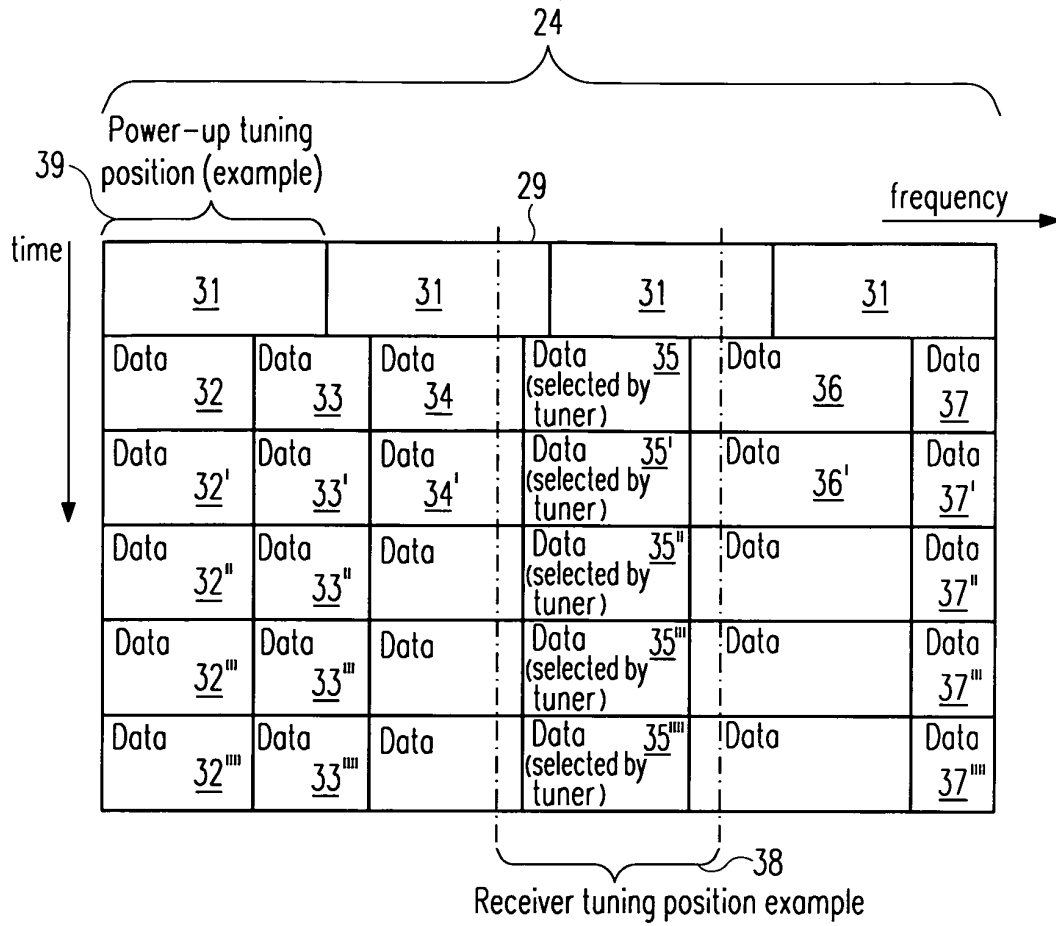 24
Power-up tuning
position (example)
39
29
frequency
time
31 31 31 31
Data 32 Data 33 Data 34 Data 35 (selected by tuner) Data 36 Data 37
Data 32' Data 33' Data 34' Data 35' (selected by tuner) Data 36' Data 37'
Data 32" Data 33" Data Data 35" (selected by tuner) Data Data 37"
Data 32''' Data 33''' Data Data 35''' (selected by tuner) Data Data 37'''
Data 32'''' Data 33'''' Data Data 35'''' (selected by tuner) Data Data 37''''
38
Receiver tuning position example